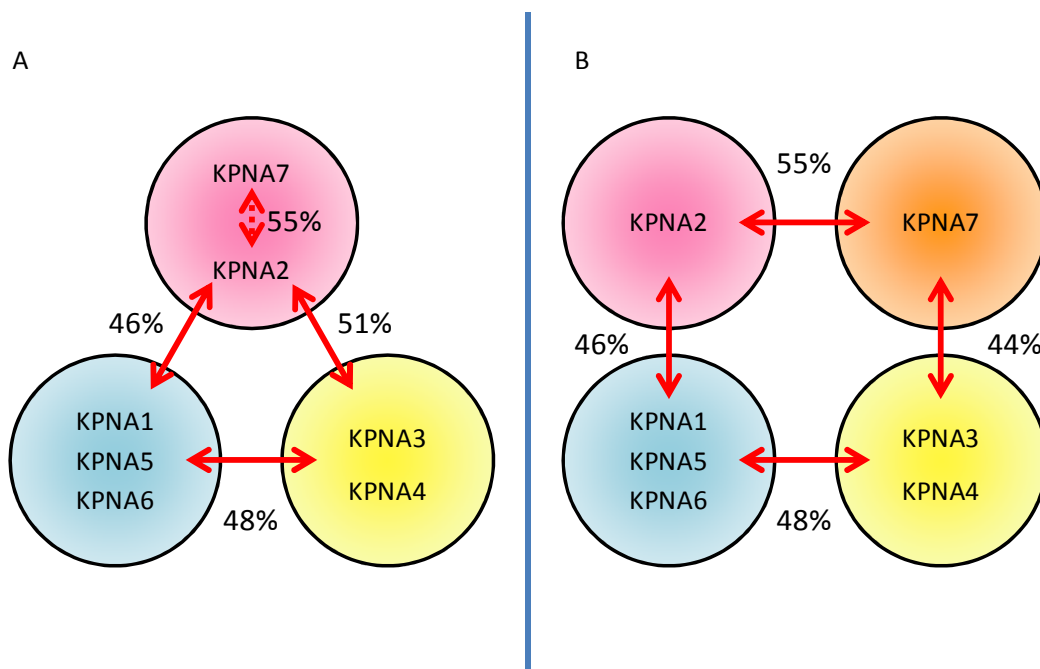 A
KPNA7
55%
KPNA2
46%
51%
KPNA1
KPNA5
KPNA6
KPNA3
KPNA4
48%
B
55%
KPNA2
KPNA7
46%
44%
KPNA1
KPNA5
KPNA6
KPNA3
KPNA4
48%